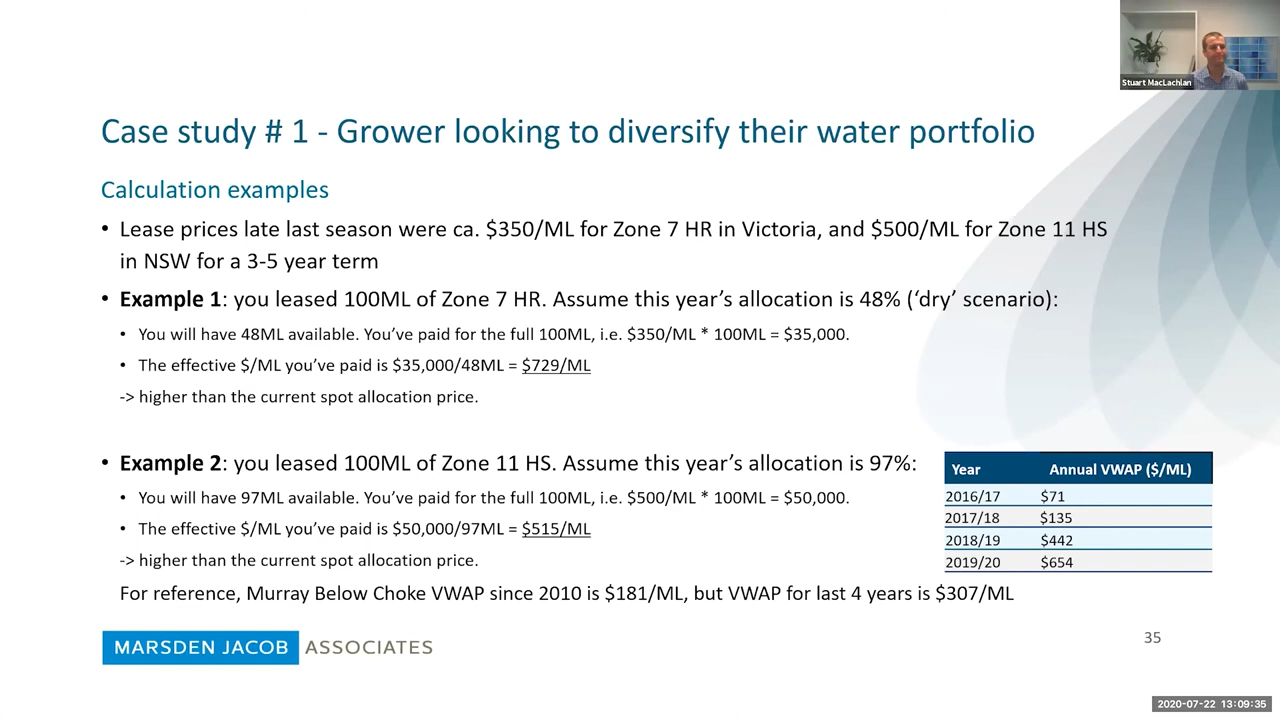 Stuart MacLachlan
Case study # 1 - Grower looking to diversify their water portfolio
Calculation examples
• Lease prices late last season were ca. $350/ML for Zone 7 HR in Victoria, and $500/ML for Zone 11 HS
in NSW for a 3-5 year term
• Example 1: you leased 100ML of Zone 7 HR. Assume this year’s allocation is 48% (‘dry’ scenario):
• You will have 48ML available. You’ve paid for the full 100ML, i.e. $350/ML * 100ML = $35,000.
• The effective $/ML you’ve paid is $35,000/48ML = $729/ML
-> higher than the current spot allocation price.
• Example 2: you leased 100ML of Zone 11 HS. Assume this year’s allocation is 97%:
• You will have 97ML available. You’ve paid for the full 100ML, i.e. $500/ML * 100ML = $50,000.
• The effective $/ML you’ve paid is $50,000/97ML = $515/ML
-> higher than the current spot allocation price.
Year Annual VWAP ($/ML)
2016/17 $71
2017/18 $135
2018/19 $442
2019/20 $654
For reference, Murray Below Choke VWAP since 2010 is $181/ML, but VWAP for last 4 years is $307/ML
MARSDEN JACOB ASSOCIATES
35
2020-07-22 13:09:35